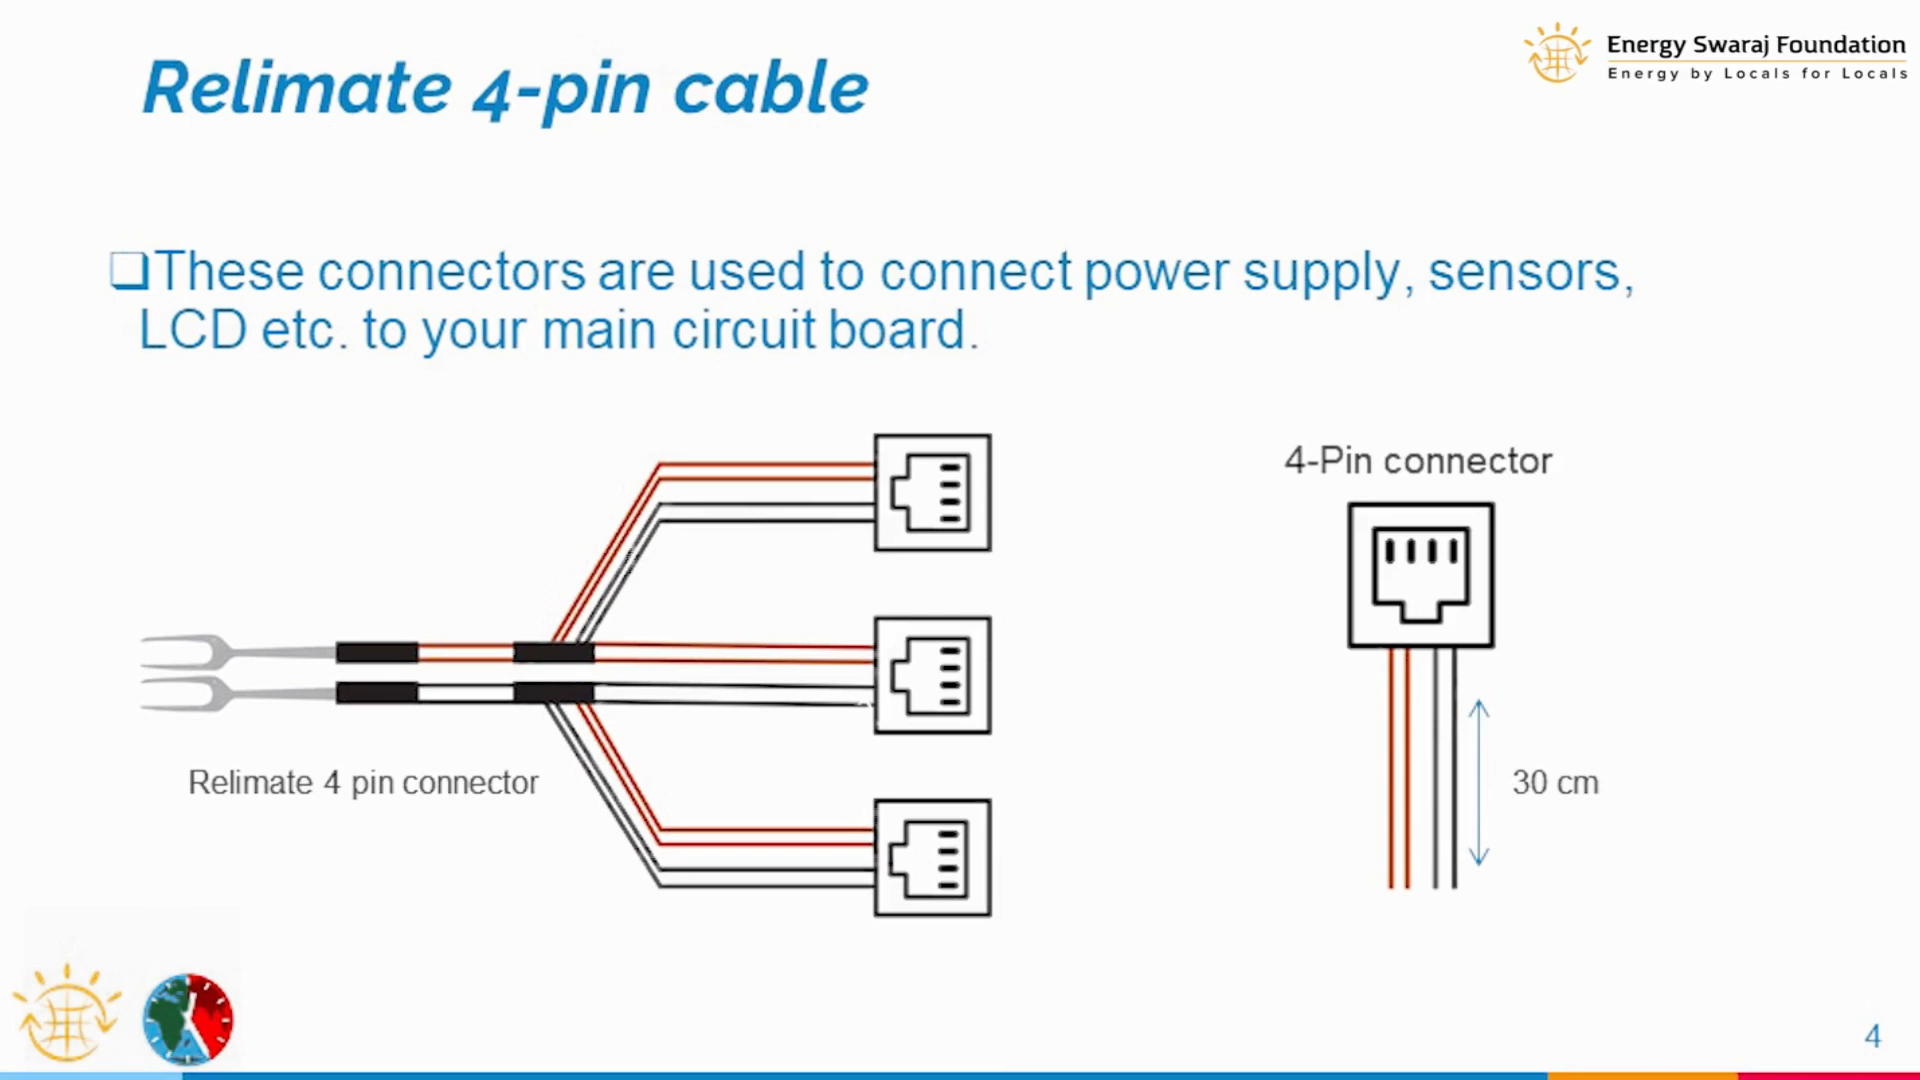 Relimate 4-pin cable
Energy Swaraj Foundation
Energy by Locals for Locals
These connectors are used to connect power supply, sensors,
LCD etc. to your main circuit board.
4-Pin connector
Relimate 4 pin connector
30 cm
4